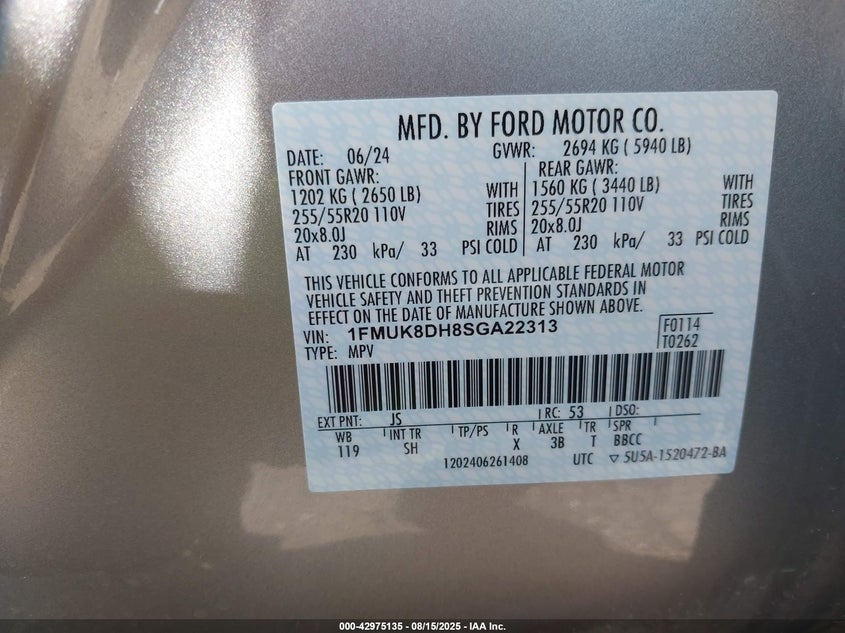 MFD. BY FORD MOTOR CO.
DATE: 06/24 GVWR: 2694 KG ( 5940 LB)
FRONT GAWR: REAR GAWR:
1202 KG ( 2650 LB) WITH 1560 KG ( 3440 LB) WITH
255/55R20 110V TIRES 255/55R20 110V TIRES
20x8.0J RIMS 20x8.0J RIMS
AT 230 kPa/ 33 PSI COLD AT 230 kPa/ 33 PSI COLD
THIS VEHICLE CONFORMS TO ALL APPLICABLE FEDERAL MOTOR
VEHICLE SAFETY AND THEFT PREVENTION STANDARDS IN
EFFECT ON THE DATE OF MANUFACTURE SHOWN ABOVE.
VIN: 1FMUK8DH8SGA22313 F0114
TYPE: MPV T0262
EXT PNT: JS RC: 53 DSO:
WB INT TR TP/PS R AXLE TR SPR
119 SH X 3B T BBCC
1202406261408 UTC ▽ 5U5A-1520472-BA
000-42975135 - 08/15/2025 - IAA Inc.